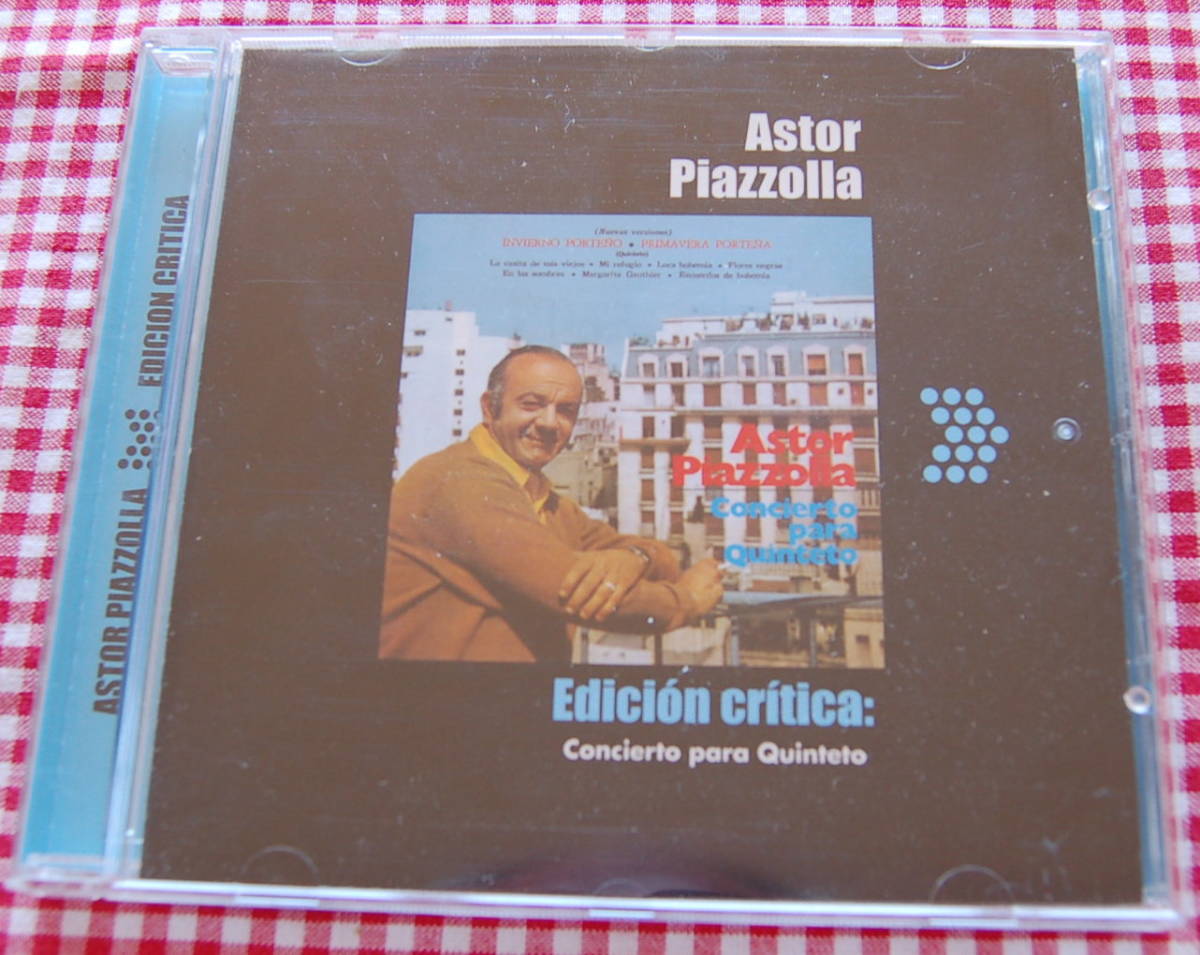 Astor
Piazzolla
(Nuevas versiones)
INVIERNO PORTEÑO • PRIMAVERA PORTEÑA
(Quinteto)
La casita de mis viejos • Mi refugio • Loca bohemia • Flores negras
En las sombras • Margarita Gauthier • Recuerdos de bohemia
Astor
Piazzolla
Concierto
para
Quinteto
Edición crítica:
Concierto para Quinteto
ASTOR PIAZZOLLA EDICION CRITICA